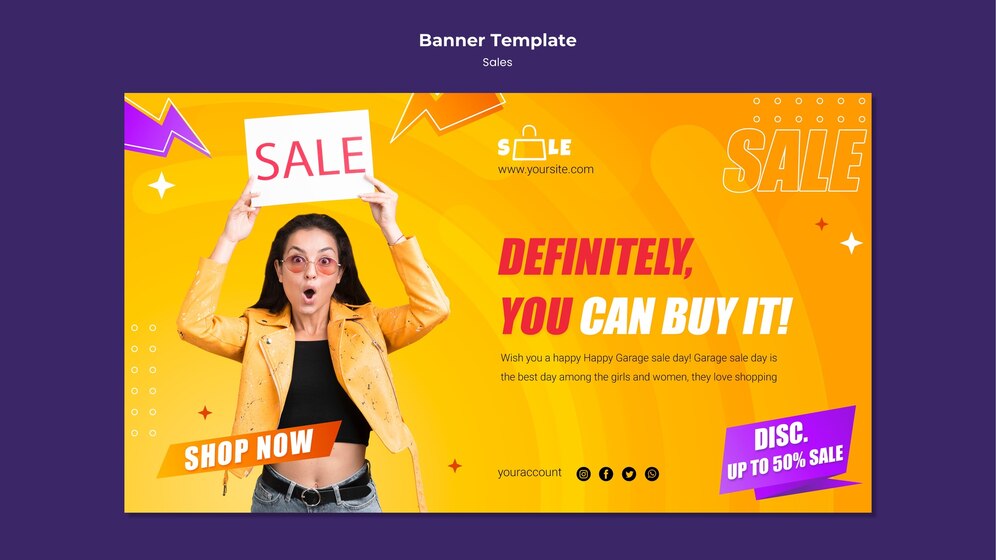 Banner Template
Sales
SALE
SALE
www.yoursite.com
SALE
DEFINITELY,
YOU CAN BUY IT!
Wish you a happy Happy Garage sale day! Garage sale day is
the best day among the girls and women, they love shopping
SHOP NOW
DISC.
UP TO 50% SALE
youraccount